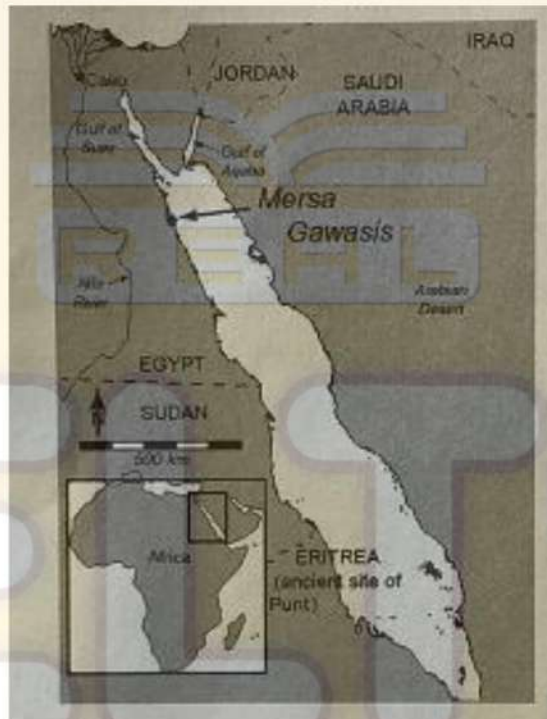 IRAQ
JORDAN
SAUDI
ARABIA
Cairo
Gulf of
Suez
Gulf of
Aqaba
Mersa
Gawasis
REAL
Nile
River
Arabian
Desert
EGYPT
SUDAN
500 km
Africa
ERITREA
(ancient site of
Punt)